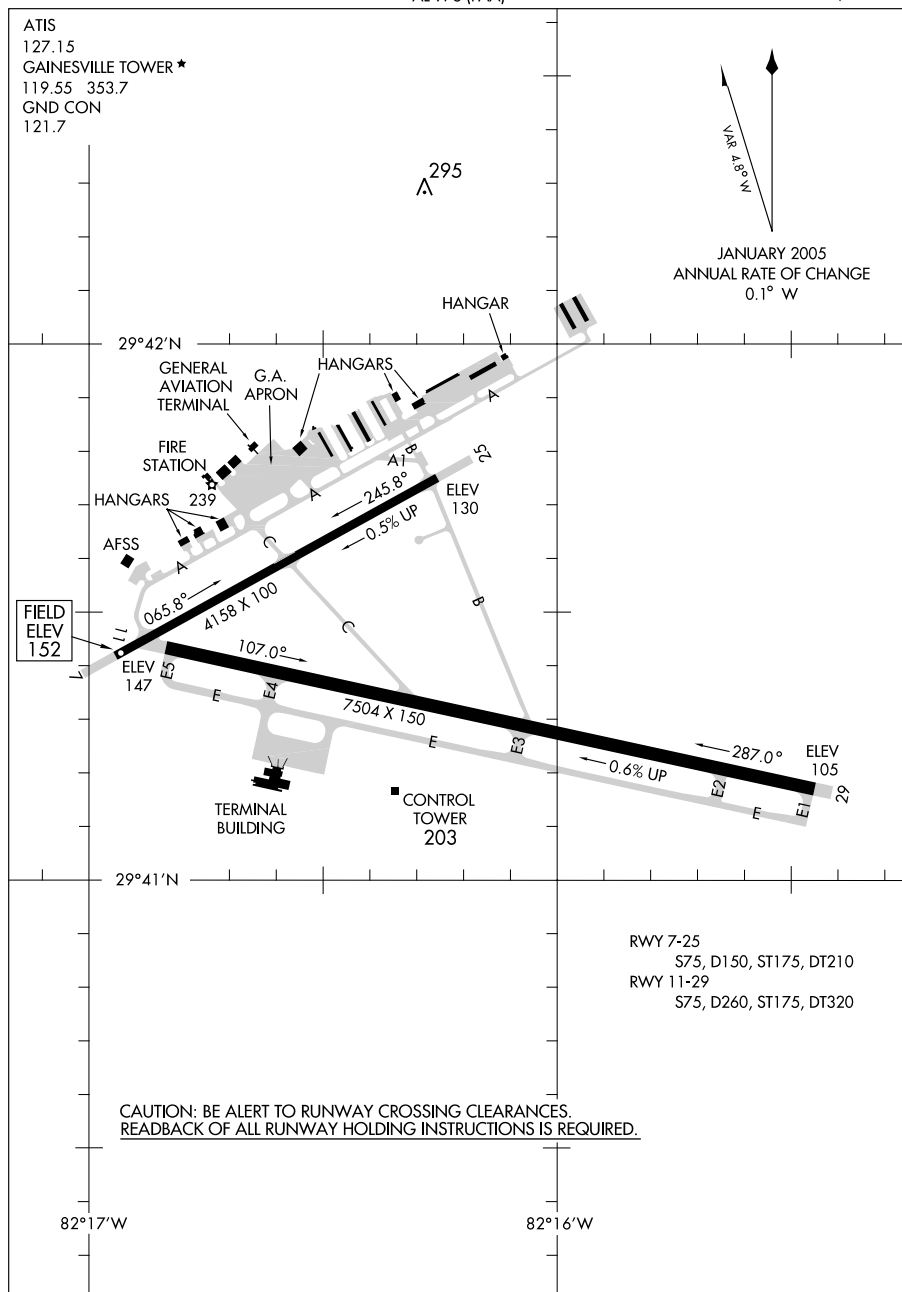 AL-170 (FAA)
ATIS
127.15
GAINESVILLE TOWER ★
119.55 353.7
GND CON
121.7
295
VAR 4.8° W
JANUARY 2005
ANNUAL RATE OF CHANGE
0.1° W
HANGAR
29°42'N
GENERAL
AVIATION
TERMINAL
G.A.
APRON
HANGARS
A
FIRE
STATION
239
A1
B
25
HANGARS
A
245.8°
0.5% UP
ELEV
130
AFSS
A
C
065.8°
4158 X 100
B
C
FIELD
ELEV
152
11
7
ELEV
147
107.0°
7504 X 150
E5
E
E4
E
E3
287.0°
0.6% UP
ELEV
105
E2
E
E1
29
TERMINAL
BUILDING
CONTROL
TOWER
203
29°41'N
RWY 7-25
S75, D150, ST175, DT210
RWY 11-29
S75, D260, ST175, DT320
CAUTION: BE ALERT TO RUNWAY CROSSING CLEARANCES.
READBACK OF ALL RUNWAY HOLDING INSTRUCTIONS IS REQUIRED.
82°17'W
82°16'W